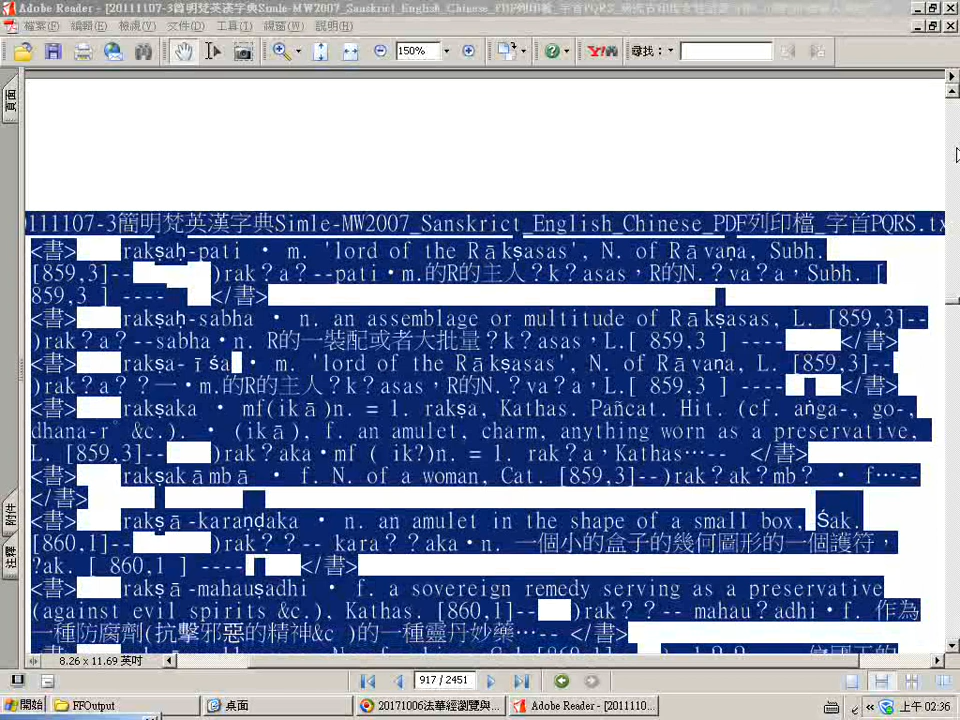 Adobe Reader - [20111107-3簡明梵英漢字典Simle-MW2007_Sanskrict_English_Chinese_PDF列印檔_字首PQRS_
檔案(F) 編輯(E) 檢視(V) 文件(D) 工具(T) 視窗(W) 說明(H)
150% Y! 尋找:
頁面
0111107-3簡明梵英漢字典Simle-MW2007_Sanskrict_English_Chinese_PDF列印檔_字首PQRS.tx
<書> rakṣaḥ-pati • m. 'lord of the Rākṣasas', N. of Rāvaṇa, Subh.
[859,3]-- )rak?a?--pati•m.的R的主人?k?asas,R的N.?va?a,Subh. [
859,3 ] ---- </書>
<書> rakṣaḥ-sabha • n. an assemblage or multitude of Rākṣasas, L. [859,3]--
)rak?a?--sabha•n. R的一裝配或者大批量?k?asas,L.[ 859,3 ] ---- </書>
<書> rakṣa- īśa • m. 'lord of the Rākṣasas', N. of Rāvaṇa, L. [859,3]--
)rak?a??一•m.的R的主人?k?asas,R的N.?va?a,L.[ 859,3 ] ---- </書>
<書> rakṣaka • mf(ikā)n. = 1. rakṣa, Kathas. Pañcat. Hit. (cf. aṅga-, go-,
dhana-r° &c.). • (ikā), f. an amulet, charm, anything worn as a preservative,
L. [859,3]-- )rak?aka•mf ( ik?)n. = 1. rak?a,Kathas…-- </書>
<書> rakṣakāmbā • f. N. of a woman, Cat. [859,3]--)rak?ak?mb? • f…--
</書>
<書> rakṣā-karaṇḍaka • n. an amulet in the shape of a small box, Śak.
[860,1]-- )rak??-- kara??aka•n. 一個小的盒子的幾何圖形的一個護符,
?ak. [ 860,1 ] ---- </書>
<書> rakṣā-mahauṣadhi • f. a sovereign remedy serving as a preservative
(against evil spirits &c.), Kathas. [860,1]-- )rak??-- mahau?adhi•f. 作為
一種防腐劑(抗擊邪惡的精神&c )的一種靈丹妙藥…-- </書>
附件
注釋
8.26 x 11.69 英吋
917 / 2451
開始 FFOutput 桌面 20171006法華經瀏覽與... Adobe Reader - [2011110... 上午 02:36